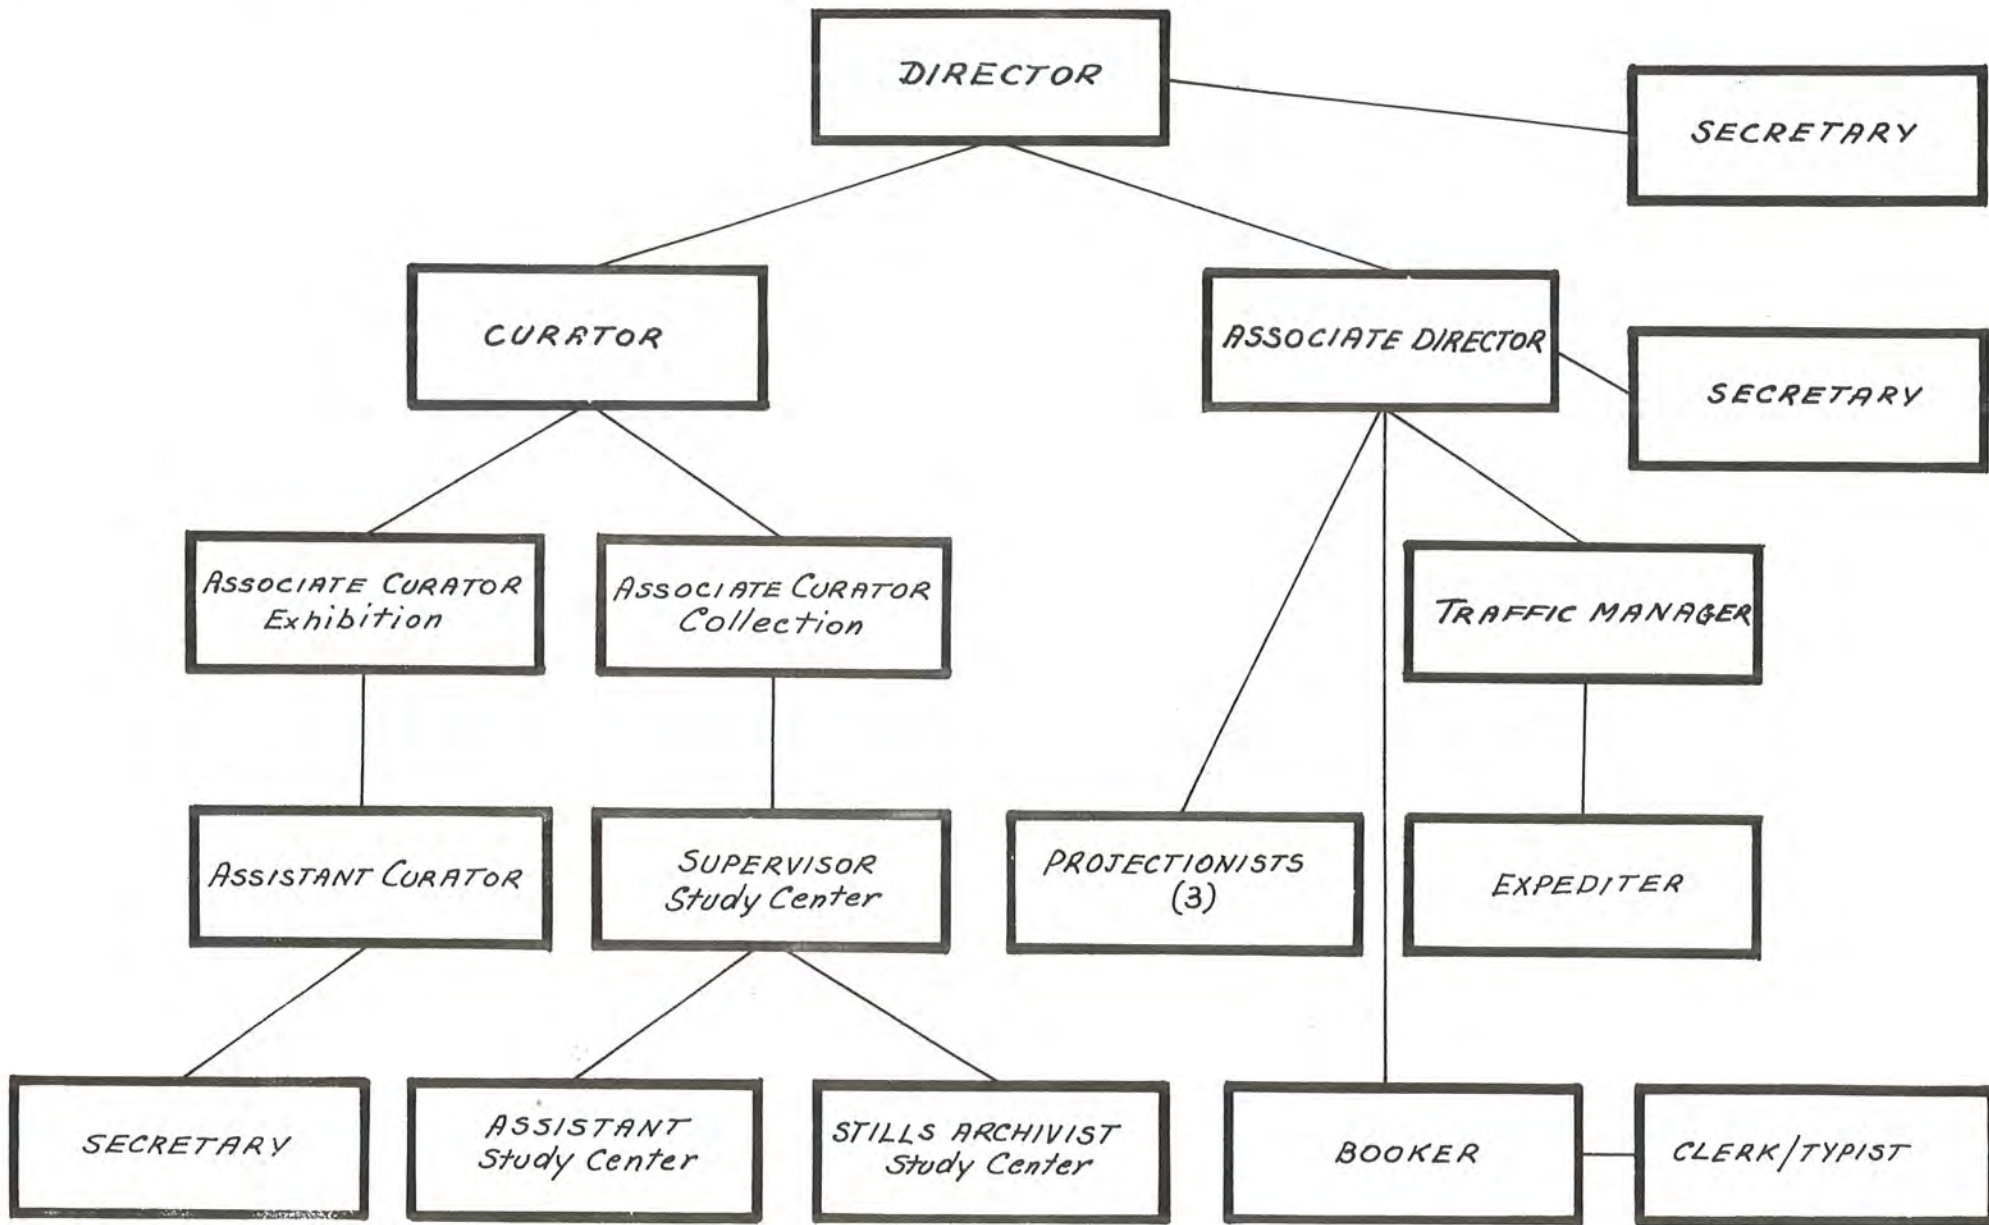 DIRECTOR
SECRETARY
CURATOR
ASSOCIATE DIRECTOR
SECRETARY
ASSOCIATE CURATOR
Exhibition
ASSOCIATE CURATOR
Collection
TRAFFIC MANAGER
ASSISTANT CURATOR
SUPERVISOR
Study Center
PROJECTIONISTS
(3)
EXPEDITER
SECRETARY
ASSISTANT
Study Center
STILLS ARCHIVIST
Study Center
BOOKER
CLERK/TYPIST